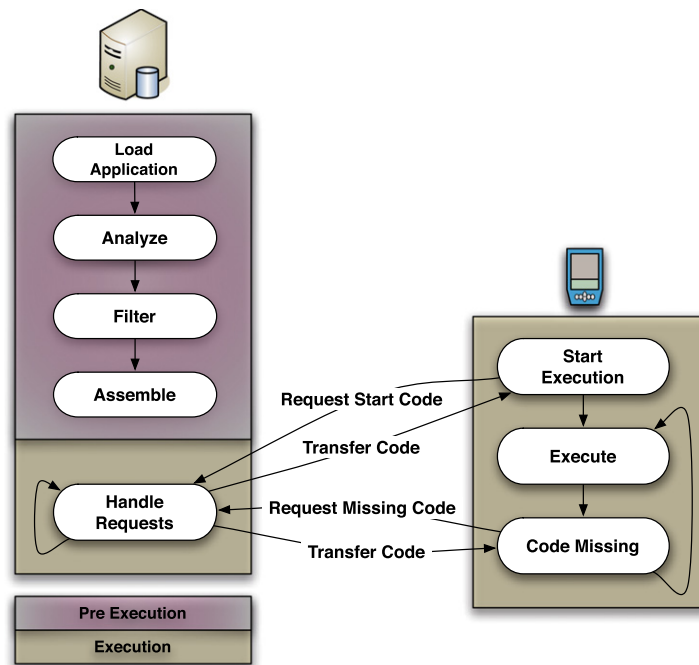 Load
Application
Analyze
Filter
Assemble
Handle
Requests
Request Start Code
Transfer Code
Request Missing Code
Transfer Code
Start
Execution
Execute
Code Missing
Pre Execution
Execution